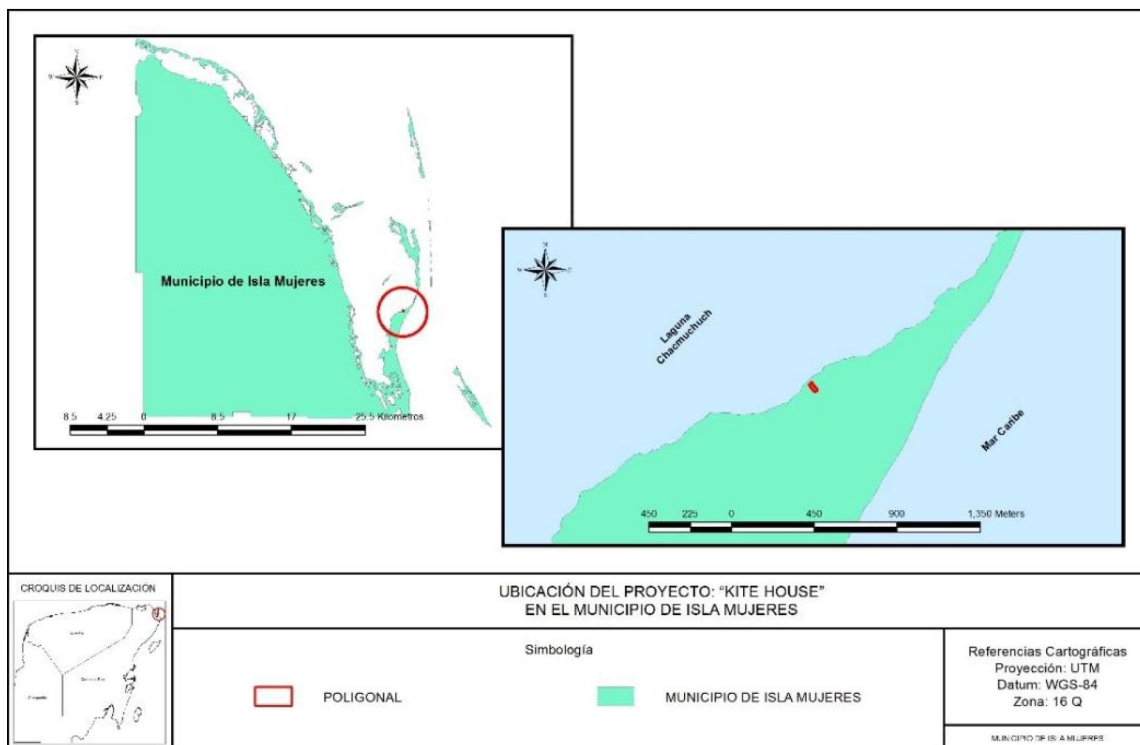 N
Municipio de Isla Mujeres
8.5 4.25 0 8.5 17 25.5 Kilometros
Laguna
Chacmuchuch
Mar Caribe
450 225 0 450 900 1,350 Meters
CROQUIS DE LOCALIZACIÓN
UBICACIÓN DEL PROYECTO: “KITE HOUSE”
EN EL MUNICIPIO DE ISLA MUJERES
Simbología
POLIGONAL
MUNICIPIO DE ISLA MUJERES
Referencias Cartográficas
Proyección: UTM
Datum: WGS-84
Zona: 16 Q
MUNICIPIO DE ISLA MUJERES